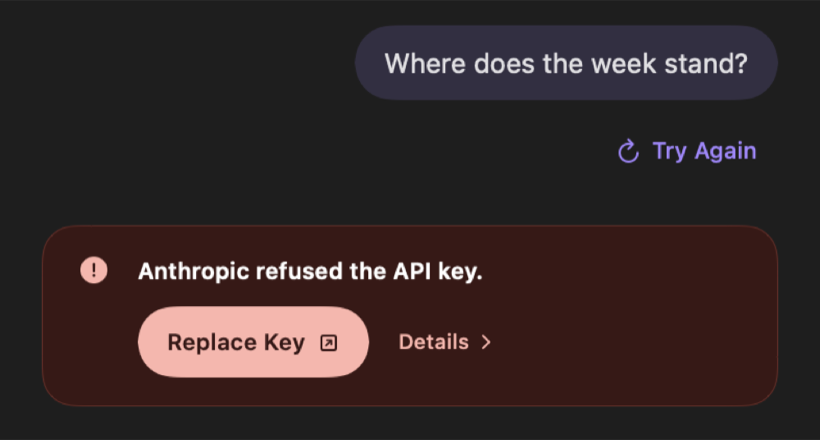 Where does the week stand?
Try Again
Anthropic refused the API key.
Replace Key
Details